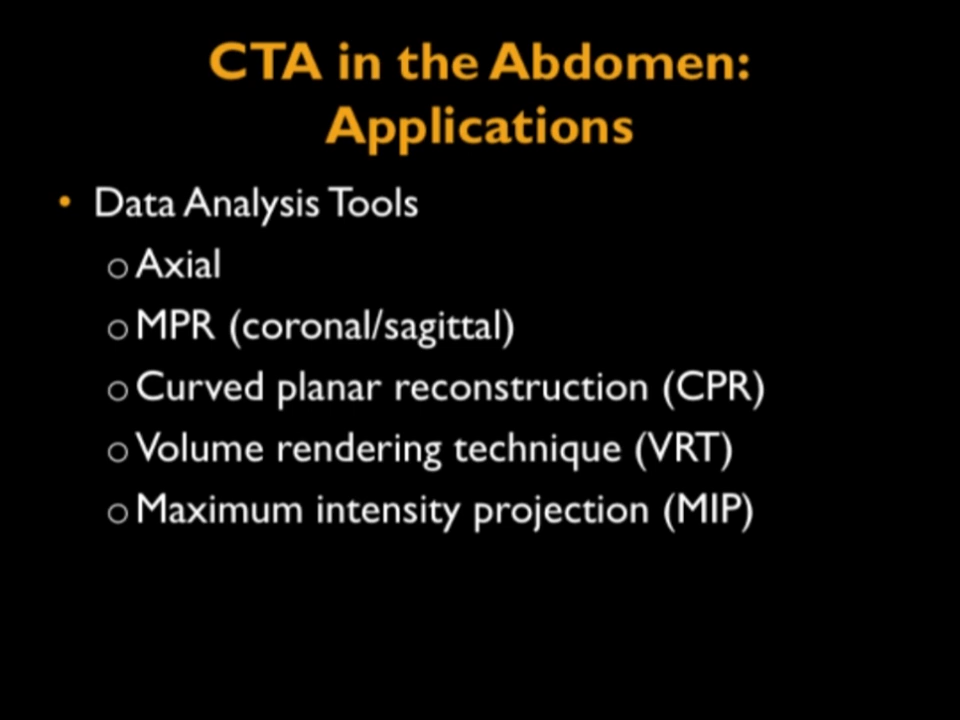 CTA in the Abdomen:
Applications
• Data Analysis Tools
o Axial
o MPR (coronal/sagittal)
o Curved planar reconstruction (CPR)
o Volume rendering technique (VRT)
o Maximum intensity projection (MIP)